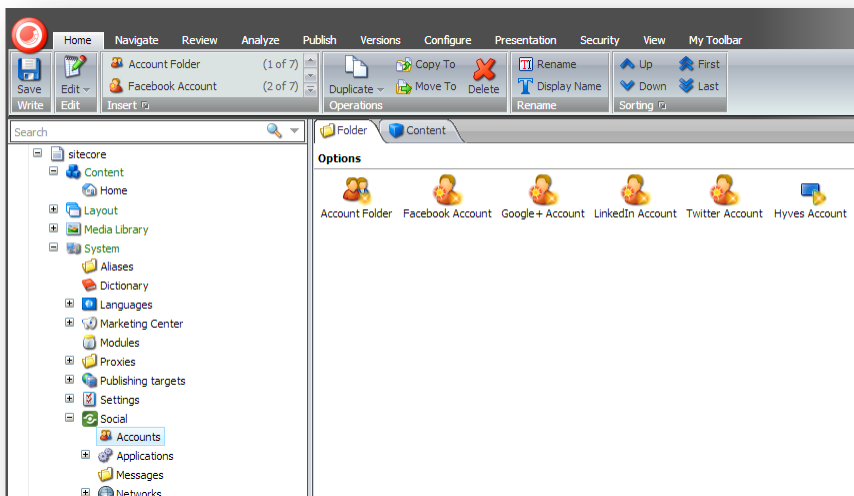 Home Navigate Review Analyze Publish Versions Configure Presentation Security View My Toolbar
Account Folder (1 of 7) Copy To Rename Up First
Save Edit Facebook Account (2 of 7) Duplicate Move To Delete Display Name Down Last
Write Edit Insert Operations Rename Sorting
Search Folder Content
Options
sitecore
Content
Home
Layout
Media Library
System
Aliases
Dictionary
Languages
Marketing Center
Modules
Proxies
Publishing targets
Settings
Social
Accounts
Applications
Messages
Networks
Account Folder Facebook Account Google+ Account LinkedIn Account Twitter Account Hyves Account